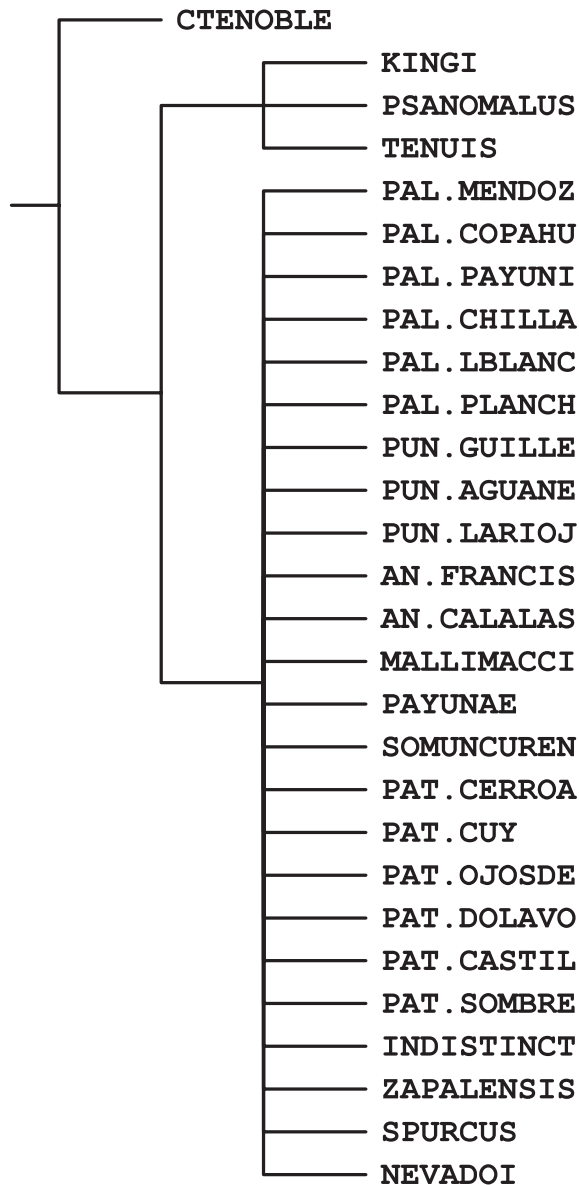 CTENOBLE
KINGI
PSANOMALUS
TENUIS
PAL.MENDOZ
PAL.COPAHU
PAL.PAYUNI
PAL.CHILLA
PAL.LBLANC
PAL.PLANCH
PUN.GUILLE
PUN.AGUANE
PUN.LARIOJ
AN.FRANCIS
AN.CALALAS
MALLIMACCI
PAYUNAE
SOMUNCUREN
PAT.CERROA
PAT.CUY
PAT.OJOSDE
PAT.DOLAVO
PAT.CASTIL
PAT.SOMBRE
INDISTINCT
ZAPALENSIS
SPURCUS
NEVADOI